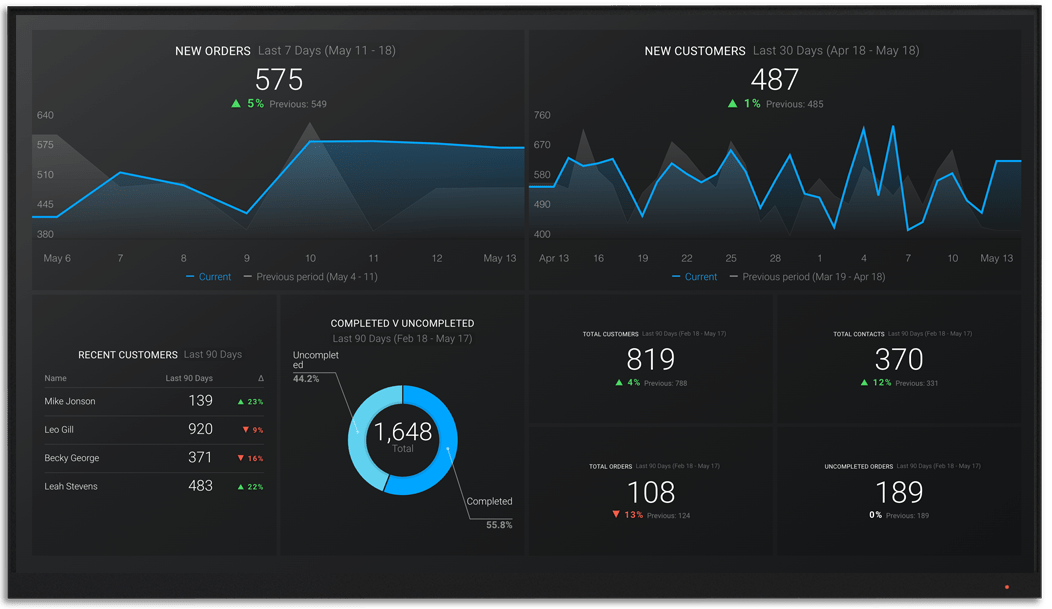 NEW ORDERS Last 7 Days (May 11 - 18)
575
▲ 5% Previous: 549
640
575
510
445
380
May 6 7 8 9 10 11 12 May 13
Current Previous period (May 4 - 11)
NEW CUSTOMERS Last 30 Days (Apr 18 - May 18)
487
▲ 1% Previous: 485
760
670
580
490
400
Apr 13 16 19 22 25 28 1 4 7 10 May 13
Current Previous period (Mar 19 - Apr 18)
RECENT CUSTOMERS Last 90 Days
Name Last 90 Days Δ
Mike Jonson 139 ▲ 23%
Leo Gill 920 ▼ 9%
Becky George 371 ▼ 16%
Leah Stevens 483 ▲ 22%
COMPLETED V UNCOMPLETED
Last 90 Days (Feb 18 - May 17)
Uncomplet
ed
44.2%
1,648
Total
Completed
55.8%
TOTAL CUSTOMERS Last 90 Days (Feb 18 - May 17)
819
▲ 4% Previous: 788
TOTAL CONTACTS Last 90 Days (Feb 18 - May 17)
370
▲ 12% Previous: 331
TOTAL ORDERS Last 90 Days (Feb 18 - May 17)
108
▼ 13% Previous: 124
UNCOMPLETED ORDERS Last 90 Days (Feb 18 - May 17)
189
0% Previous: 189